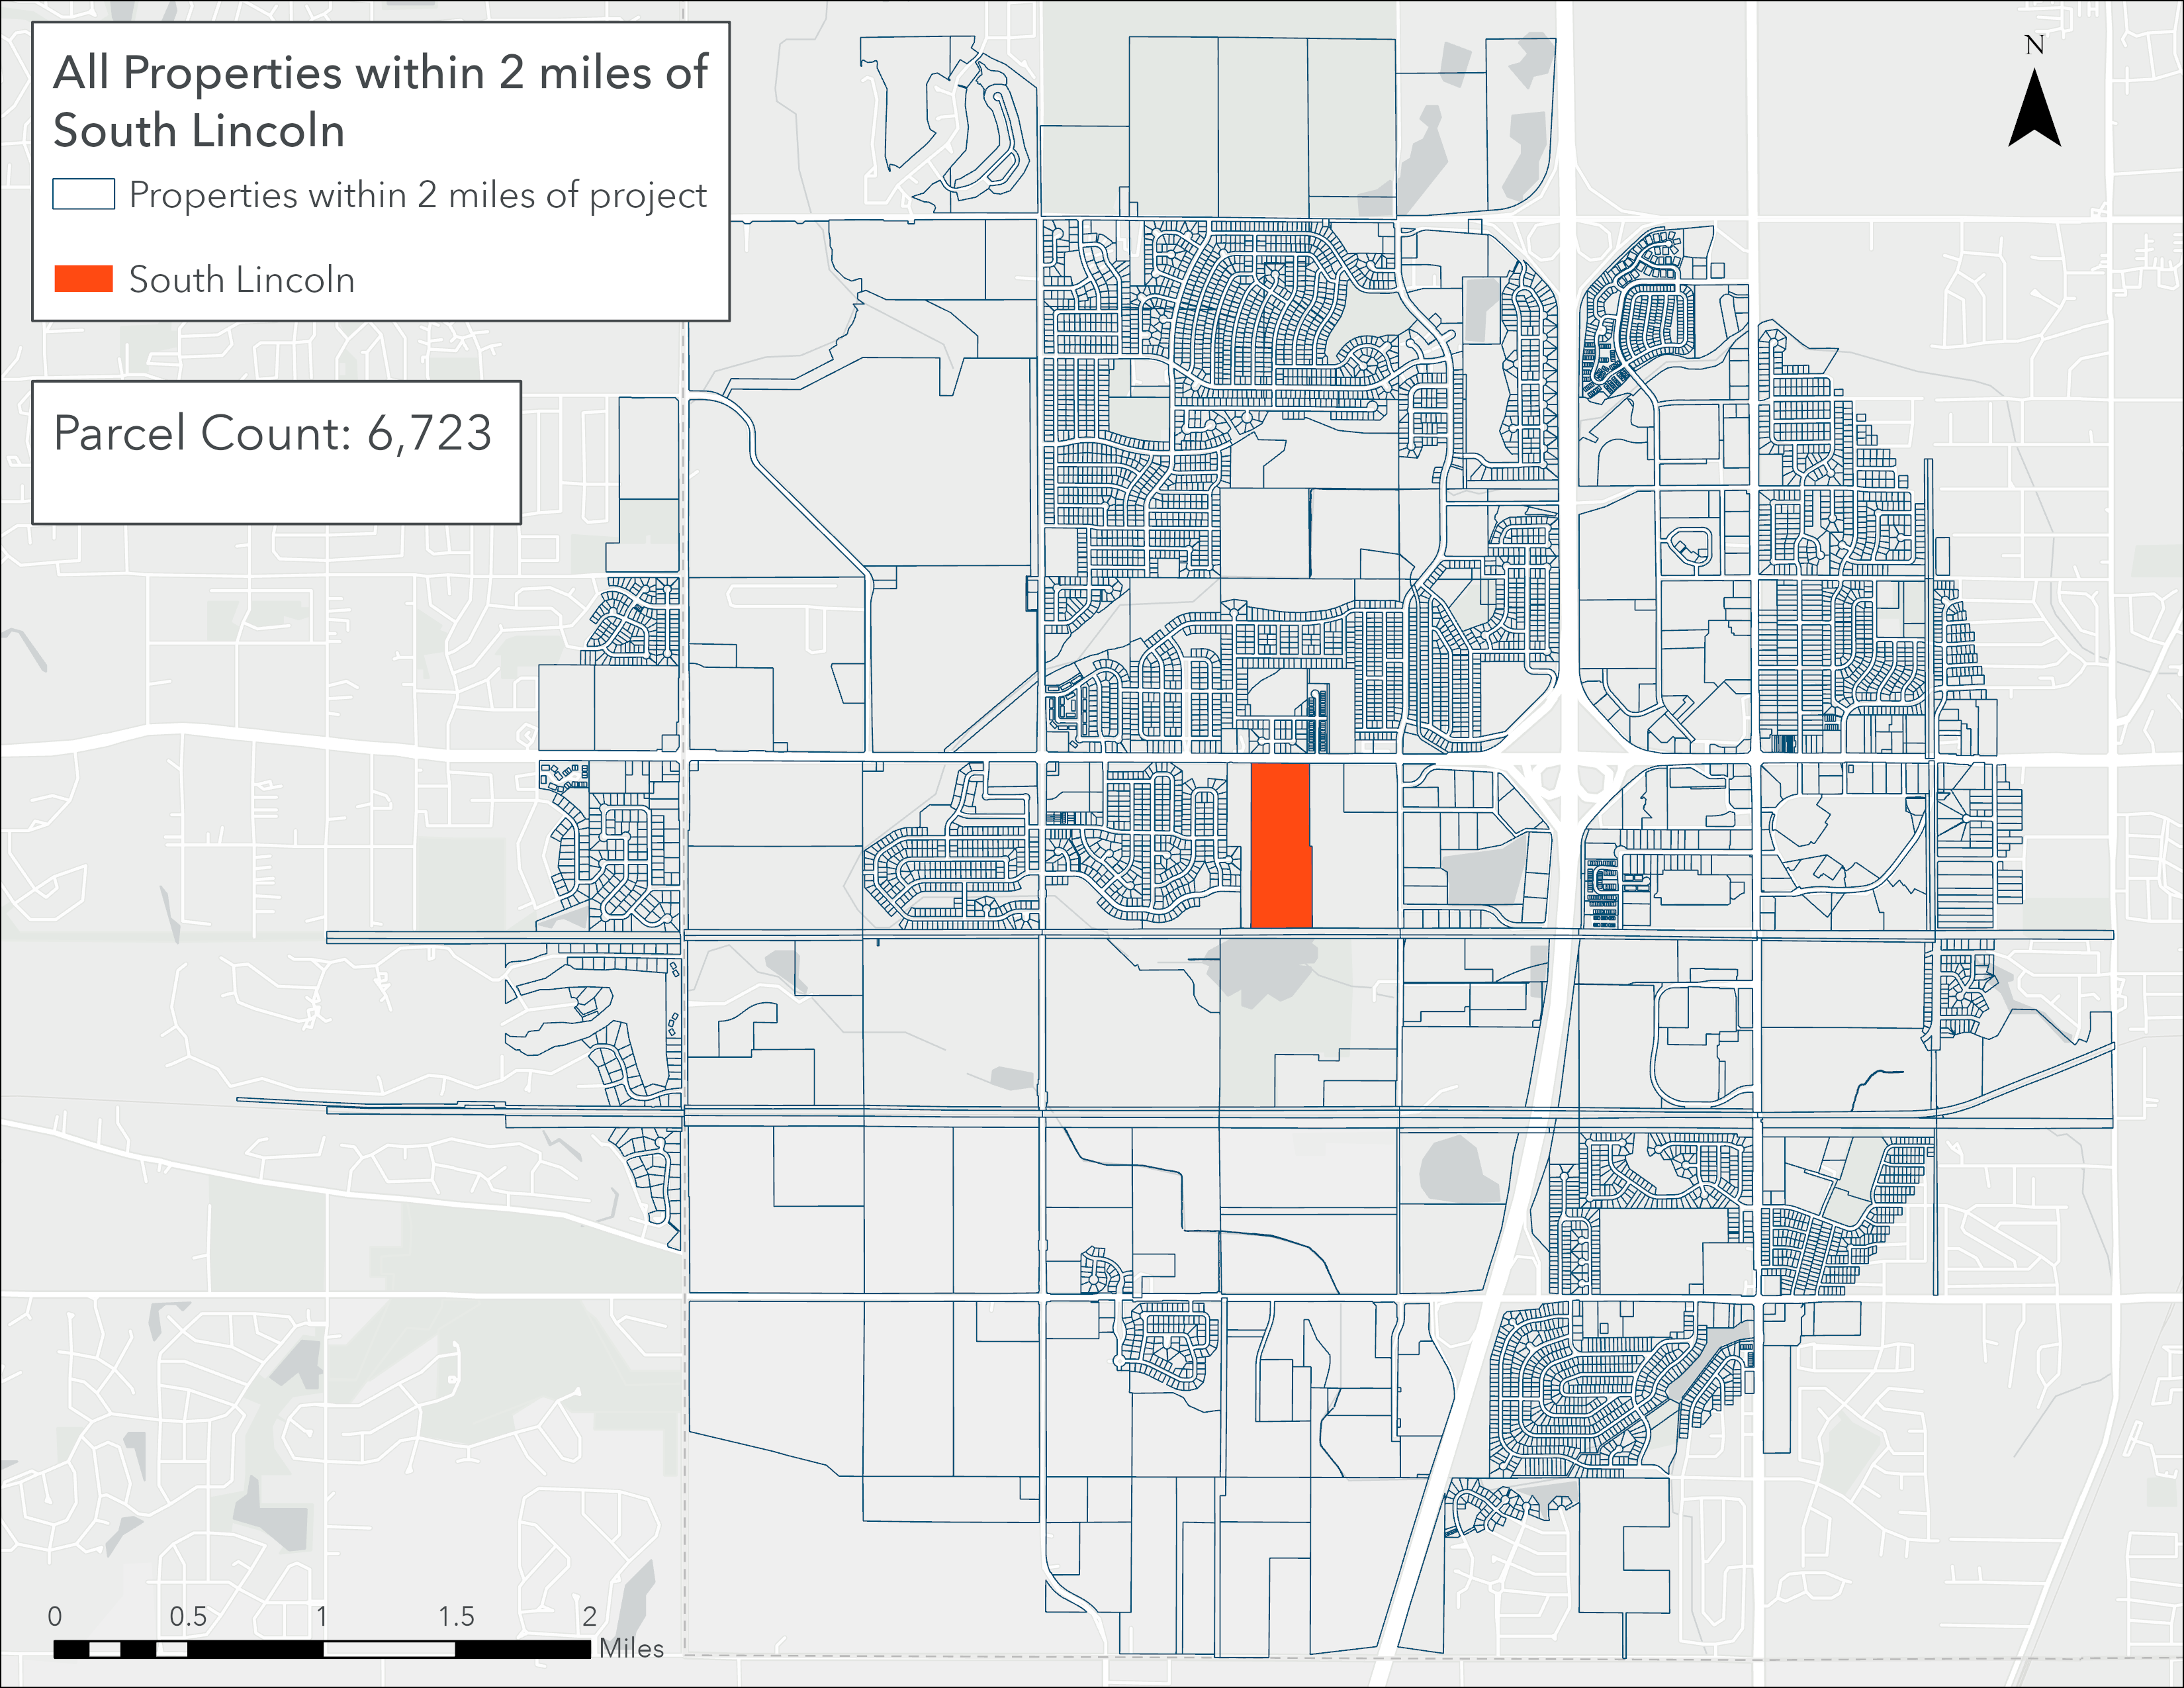 All Properties within 2 miles of
South Lincoln
Properties within 2 miles of project
South Lincoln
N
Parcel Count: 6,723
0 0.5 1 1.5 2
Miles